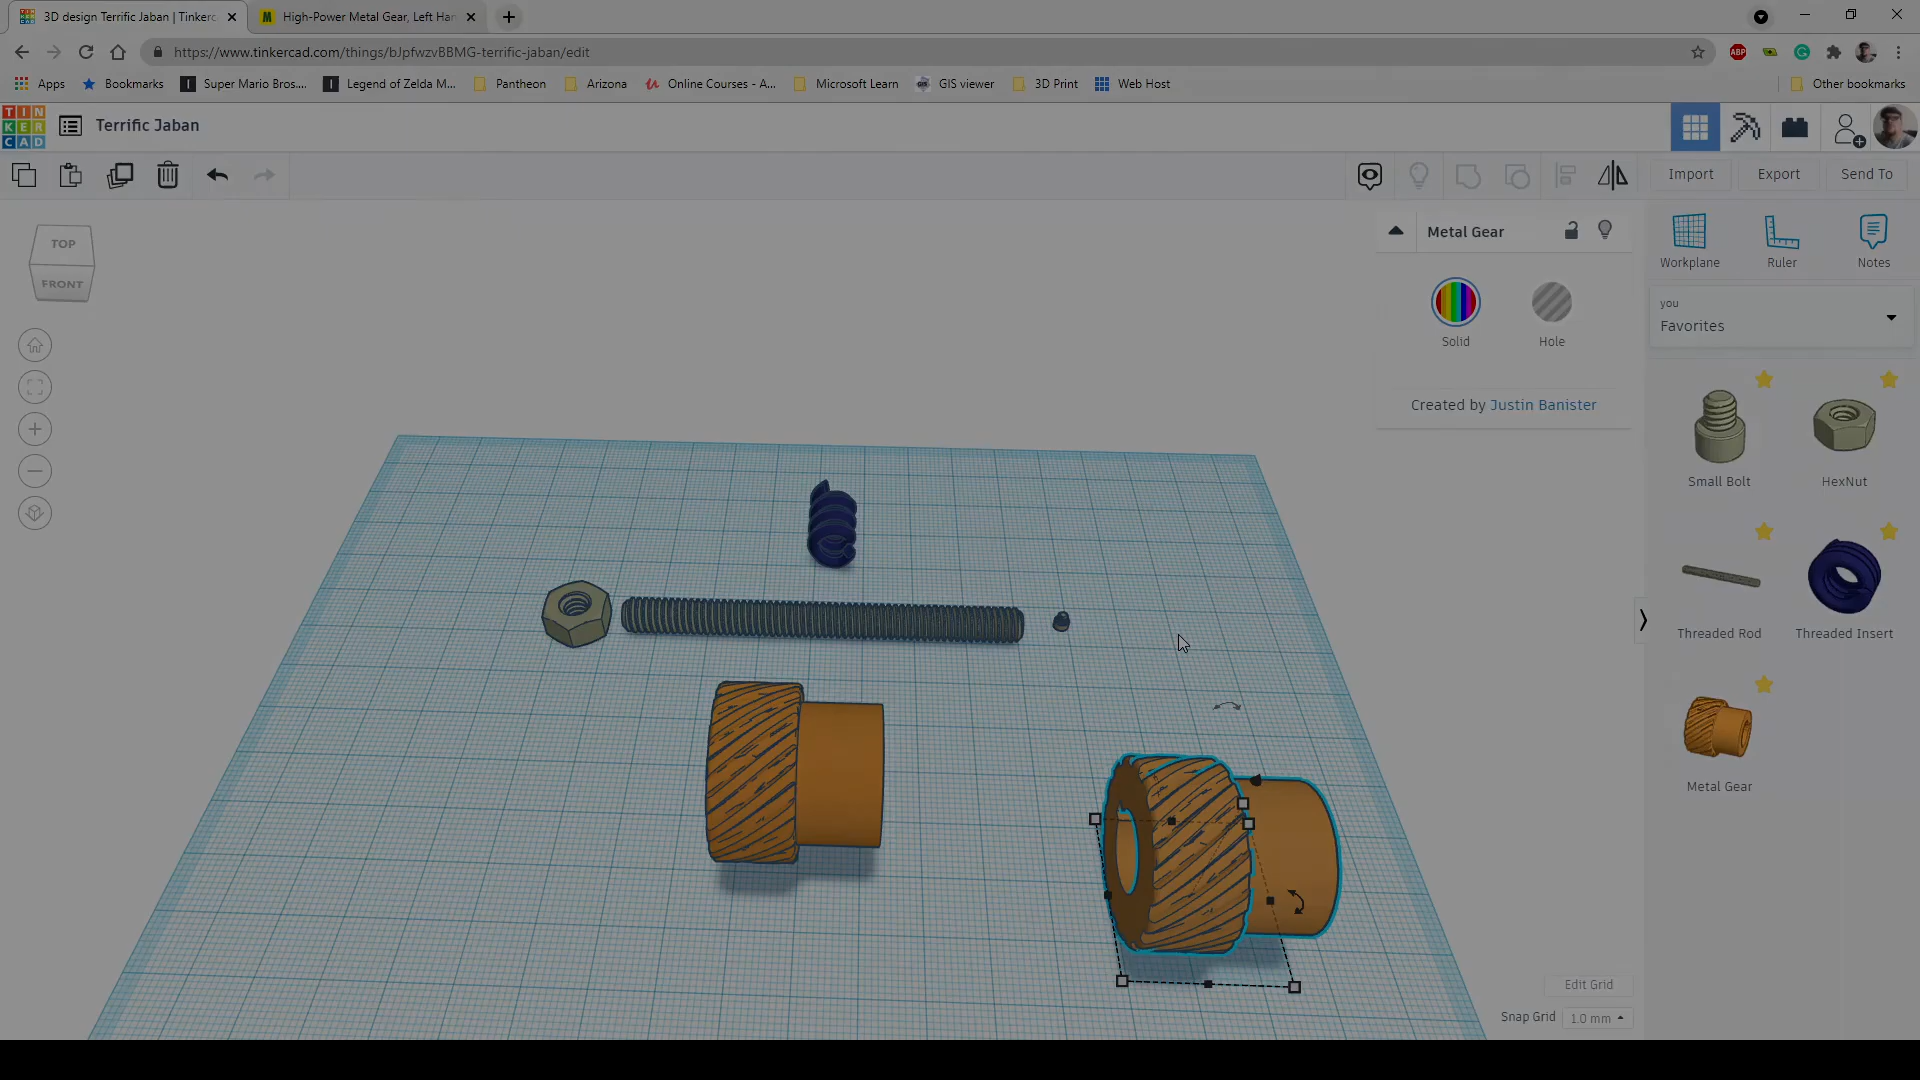 3D design Terrific Jaban | Tinkerc
High-Power Metal Gear, Left Han
https://www.tinkercad.com/things/bJpfwzvBBMG-terrific-jaban/edit
ABP
Apps
Bookmarks
Super Mario Bros....
Legend of Zelda M...
Pantheon
Arizona
Online Courses - A...
Microsoft Learn
GIS viewer
3D Print
Web Host
Other bookmarks
TIN
KER
CAD
Terrific Jaban
Import
Export
Send To
TOP
FRONT
Metal Gear
Solid
Hole
Created by Justin Banister
Workplane
Ruler
Notes
you
Favorites
Small Bolt
HexNut
Threaded Rod
Threaded Insert
Metal Gear
Edit Grid
Snap Grid
1.0 mm